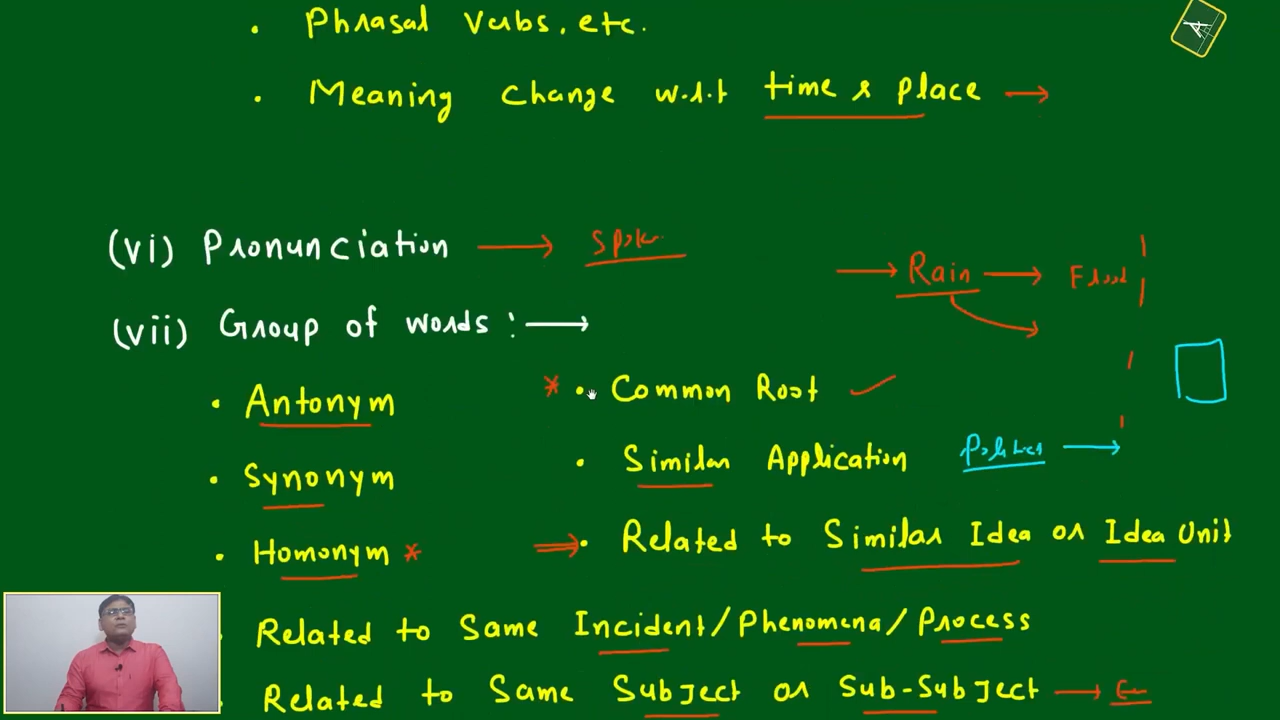 • Phrasal Verbs, etc.
• Meaning change w.r.t time & place →
(vi) Pronunciation →
→ Rain → Flood
(vii) Group of words : →
• Antonym
* • Common Root ✓
• Synonym
• Similar Application Politics →
• Homonym *
⇒ • Related to Similar Idea or Idea Unit
• Related to Same Incident/Phenomena/Process
Related to Same Subject or Sub-Subject →
A